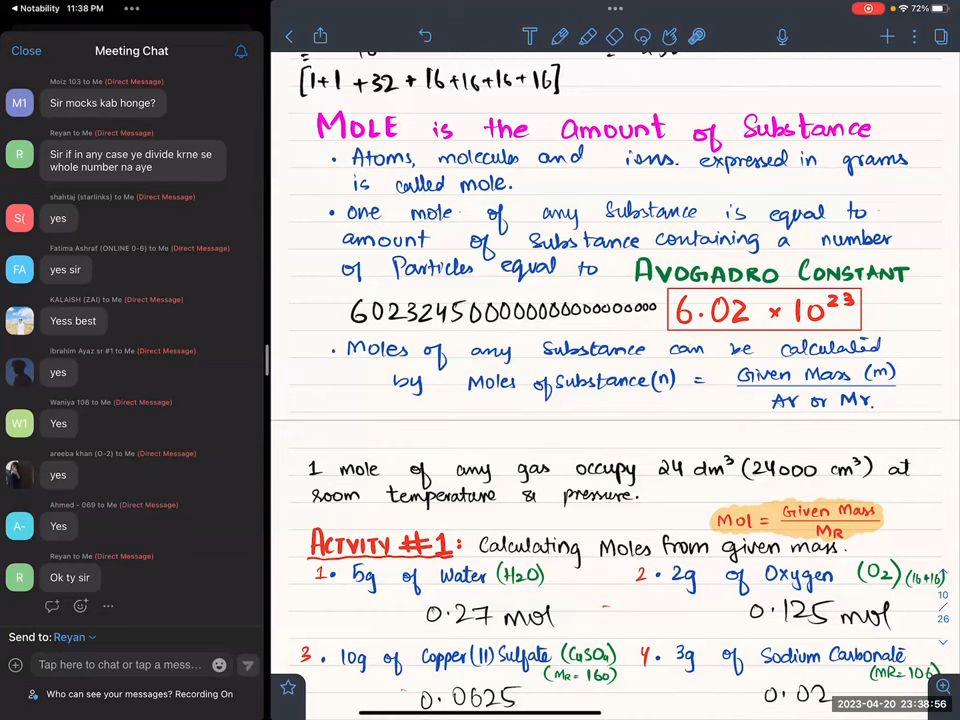 Notability 11:38 PM
72%
Close Meeting Chat
Moiz 103 to Me (Direct Message)
M1 Sir mocks kab honge?
Reyan to Me (Direct Message)
R Sir if in any case ye divide krne se
whole number na aye
shahtaj (starlinks) to Me (Direct Message)
S( yes
Fatima Ashraf (ONLINE 0-6) to Me (Direct Message)
FA yes sir
KALAISH (ZAI) to Me (Direct Message)
Yess best
Ibrahim Ayaz sr #1 to Me (Direct Message)
yes
Waniya 106 to Me (Direct Message)
W1 Yes
areeba khan (O-2) to Me (Direct Message)
yes
Ahmed - 069 to Me (Direct Message)
A- Yes
Reyan to Me (Direct Message)
R Ok ty sir
Send to: Reyan
Tap here to chat or tap a mess...
Who can see your messages? Recording On
[1+1 +32 + 16+16+16+16]
MOLE is the amount of Substance
• Atoms, molecules and ions. expressed in grams
is called mole.
• One mole of any Substance is equal to
amount of Substance containing a number
of Particles equal to AVOGADRO CONSTANT
6.02 × 10²³
• Moles of any Substance can be calculated
by Moles of Substance(n) = Given Mass (m)
Ar or Mr.
1 mole of any gas occupy 24 dm³ (24000 cm³) at
room temperature & pressure.
Mol = Given Mass
MR
ACTVITY #1: Calculating Moles from given mass.
1. 5g of Water (H2O) 2. 2g of Oxygen (O2) (16+16)
0.27 mol 0.125 mol
10
/
26
3. 10g of Copper(II) Sulfate (CuSO4) 4. 3g of Sodium Carbonate
(MR=160) (MR=106)
0.0625 0.02
2023-04-20 23:38:56